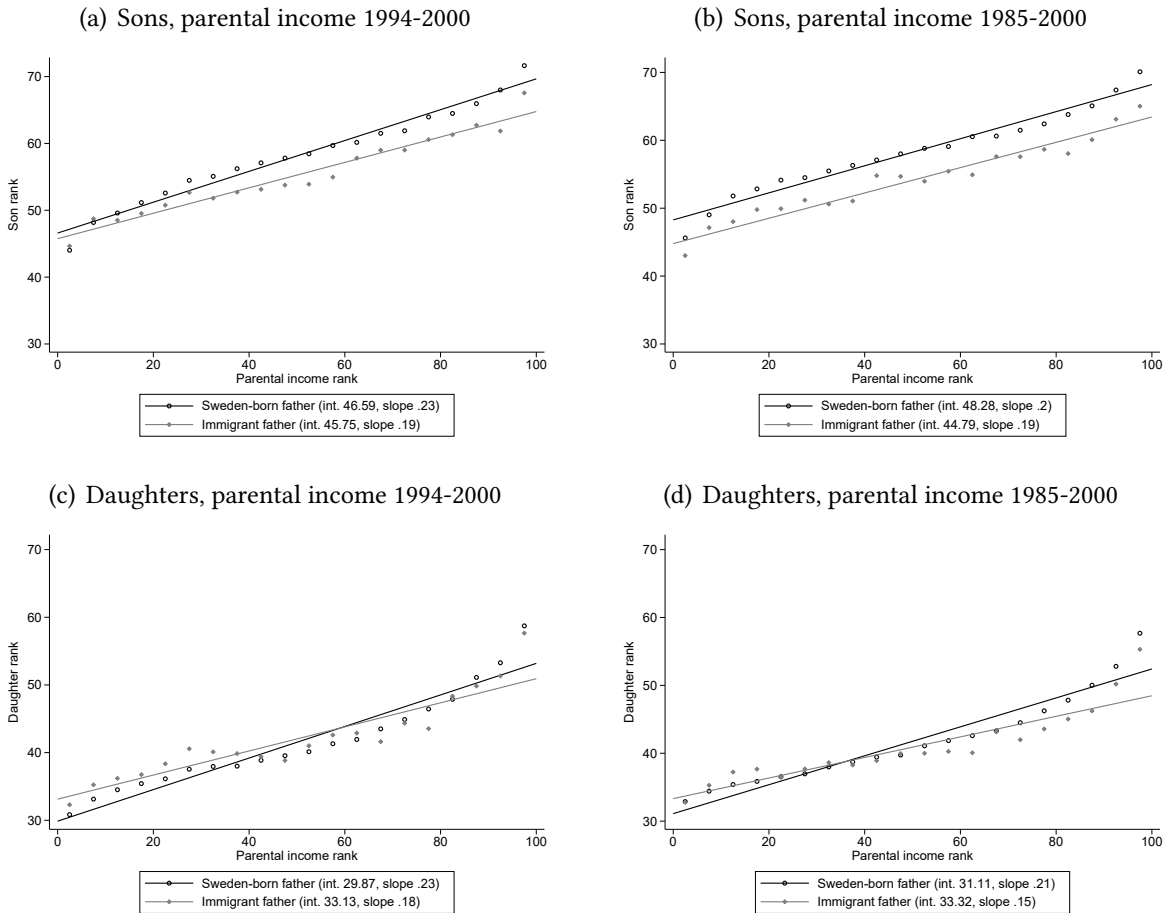 (a) Sons, parental income 1994-2000
70
60
50
40
30
Son rank
0 20 40 60 80 100
Parental income rank
Sweden-born father (int. 46.59, slope .23)
Immigrant father (int. 45.75, slope .19)
(b) Sons, parental income 1985-2000
70
60
50
40
30
Son rank
0 20 40 60 80 100
Parental income rank
Sweden-born father (int. 48.28, slope .2)
Immigrant father (int. 44.79, slope .19)
(c) Daughters, parental income 1994-2000
70
60
50
40
30
Daughter rank
0 20 40 60 80 100
Parental income rank
Sweden-born father (int. 29.87, slope .23)
Immigrant father (int. 33.13, slope .18)
(d) Daughters, parental income 1985-2000
70
60
50
40
30
Daughter rank
0 20 40 60 80 100
Parental income rank
Sweden-born father (int. 31.11, slope .21)
Immigrant father (int. 33.32, slope .15)